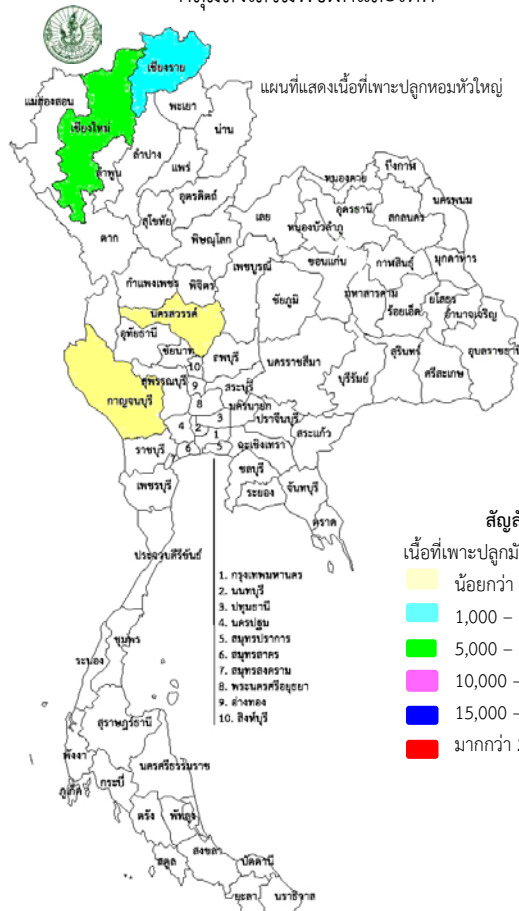 แผนที่แสดงเนื้อที่เพาะปลูกหอมหัวใหญ่
เชียงราย
แม่ฮ่องสอน
เชียงใหม่
พะเยา
น่าน
ลำปาง
ลำพูน
แพร่
อุตรดิตถ์
สุโขทัย
ตาก
พิษณุโลก
เลย
หนองคาย
บึงกาฬ
อุดรธานี
หนองบัวลำภู
สกลนคร
นครพนม
เพชรบูรณ์
ขอนแก่น
กาฬสินธุ์
มุกดาหาร
กำแพงเพชร
พิจิตร
ชัยภูมิ
มหาสารคาม
ร้อยเอ็ด
ยโสธร
อำนาจเจริญ
นครสวรรค์
อุทัยธานี
ชัยนาท
ลพบุรี
นครราชสีมา
บุรีรัมย์
สุรินทร์
ศรีสะเกษ
อุบลราชธานี
10
สุพรรณบุรี
9
สระบุรี
กาญจนบุรี
8
นครนายก
3
ปราจีนบุรี
4
2
1
สระแก้ว
ราชบุรี
6
5
ฉะเชิงเทรา
ชลบุรี
เพชรบุรี
ระยอง
จันทบุรี
ตราด
ประจวบคีรีขันธ์
1. กรุงเทพมหานคร
2. นนทบุรี
3. ปทุมธานี
4. นครปฐม
5. สมุทรปราการ
6. สมุทรสาคร
7. สมุทรสงคราม
8. พระนครศรีอยุธยา
9. อ่างทอง
10. สิงห์บุรี
เนื้อที่เพาะปลูก
น้อยกว่า
1,000 –
5,000 –
10,000 –
15,000 –
มากกว่า
ชุมพร
ระนอง
สุราษฎร์ธานี
พังงา
ภูเก็ต
กระบี่
นครศรีธรรมราช
ตรัง
พัทลุง
สตูล
สงขลา
ปัตตานี
ยะลา
นราธิวาส